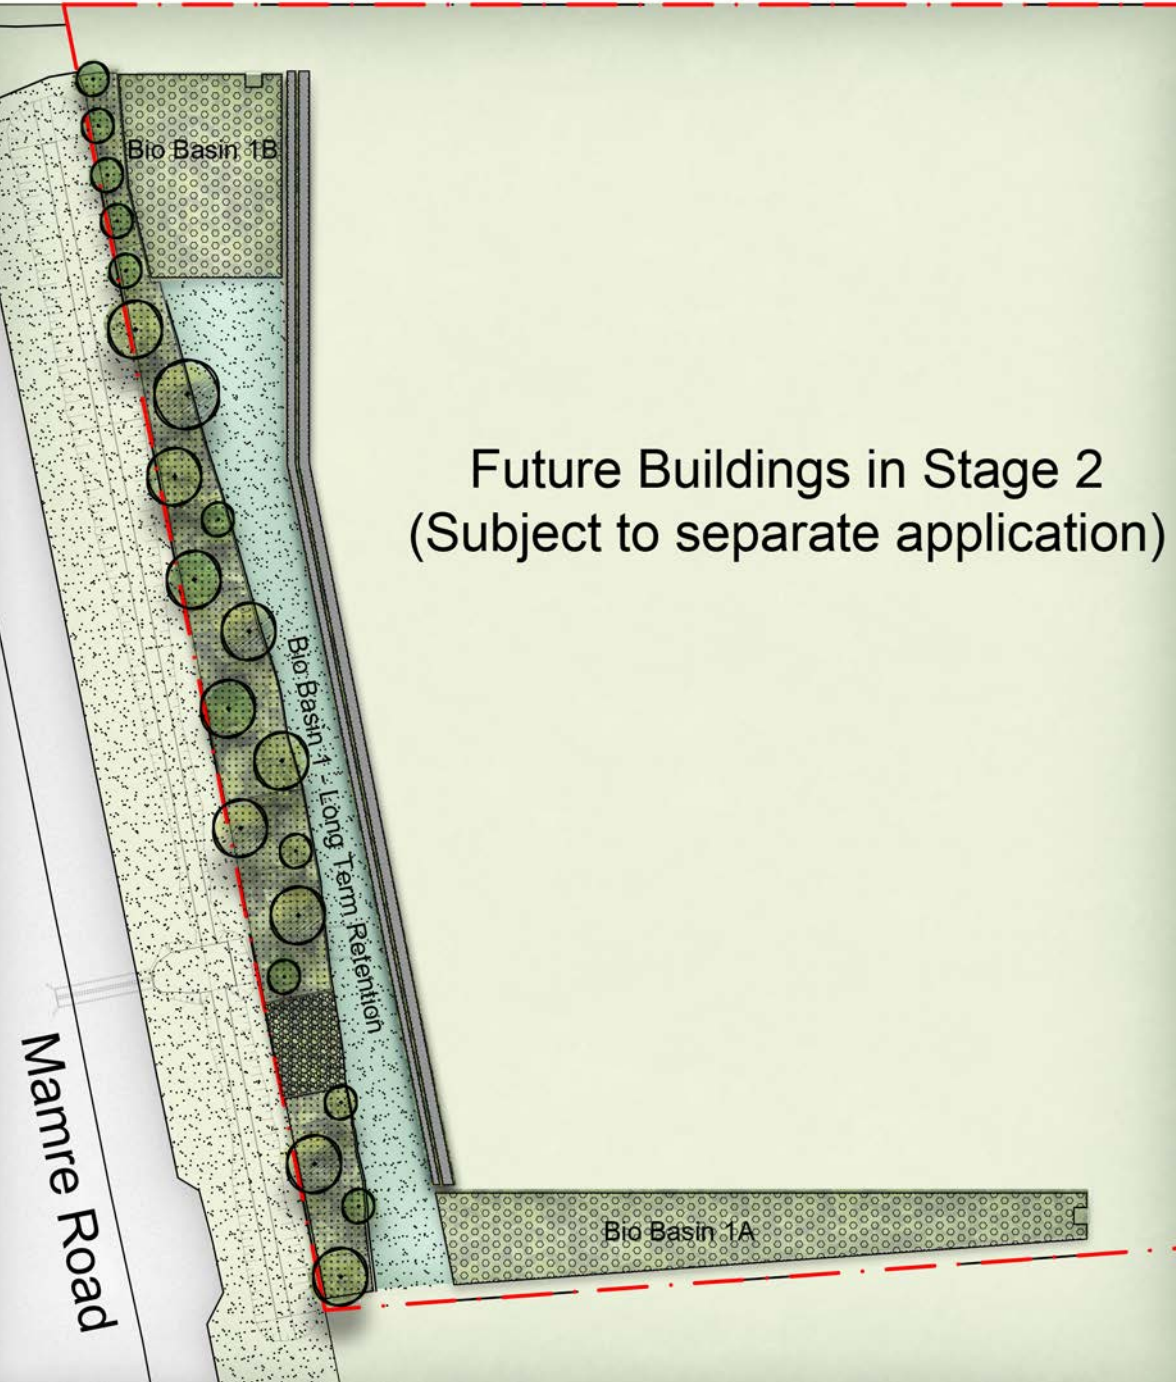 Bio Basin 1B
Future Buildings in Stage 2
(Subject to separate application)
Bio Basin 1 - Long Term Retention
Mamre Road
Bio Basin 1A